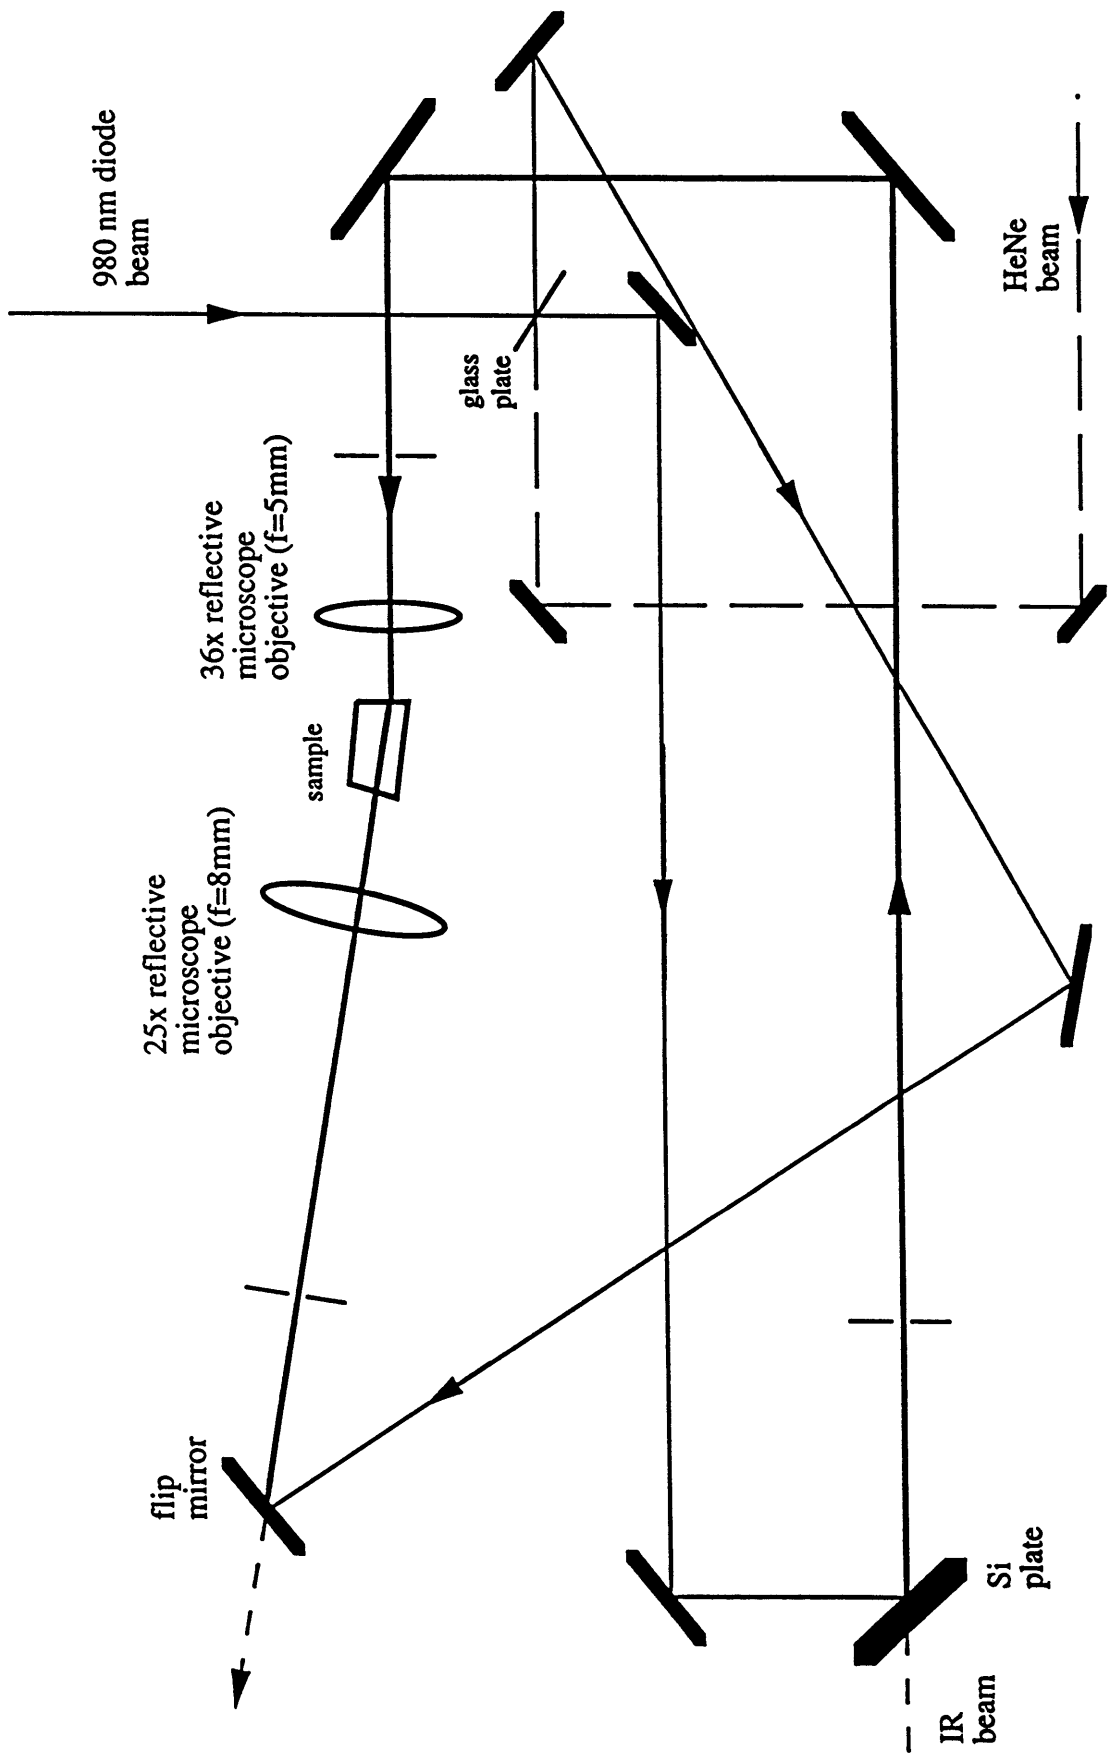 980 nm diode
beam
glass
plate
HeNe
beam
36x reflective
microscope
objective (f=5mm)
sample
25x reflective
microscope
objective (f=8mm)
flip
mirror
Si
plate
IR
beam